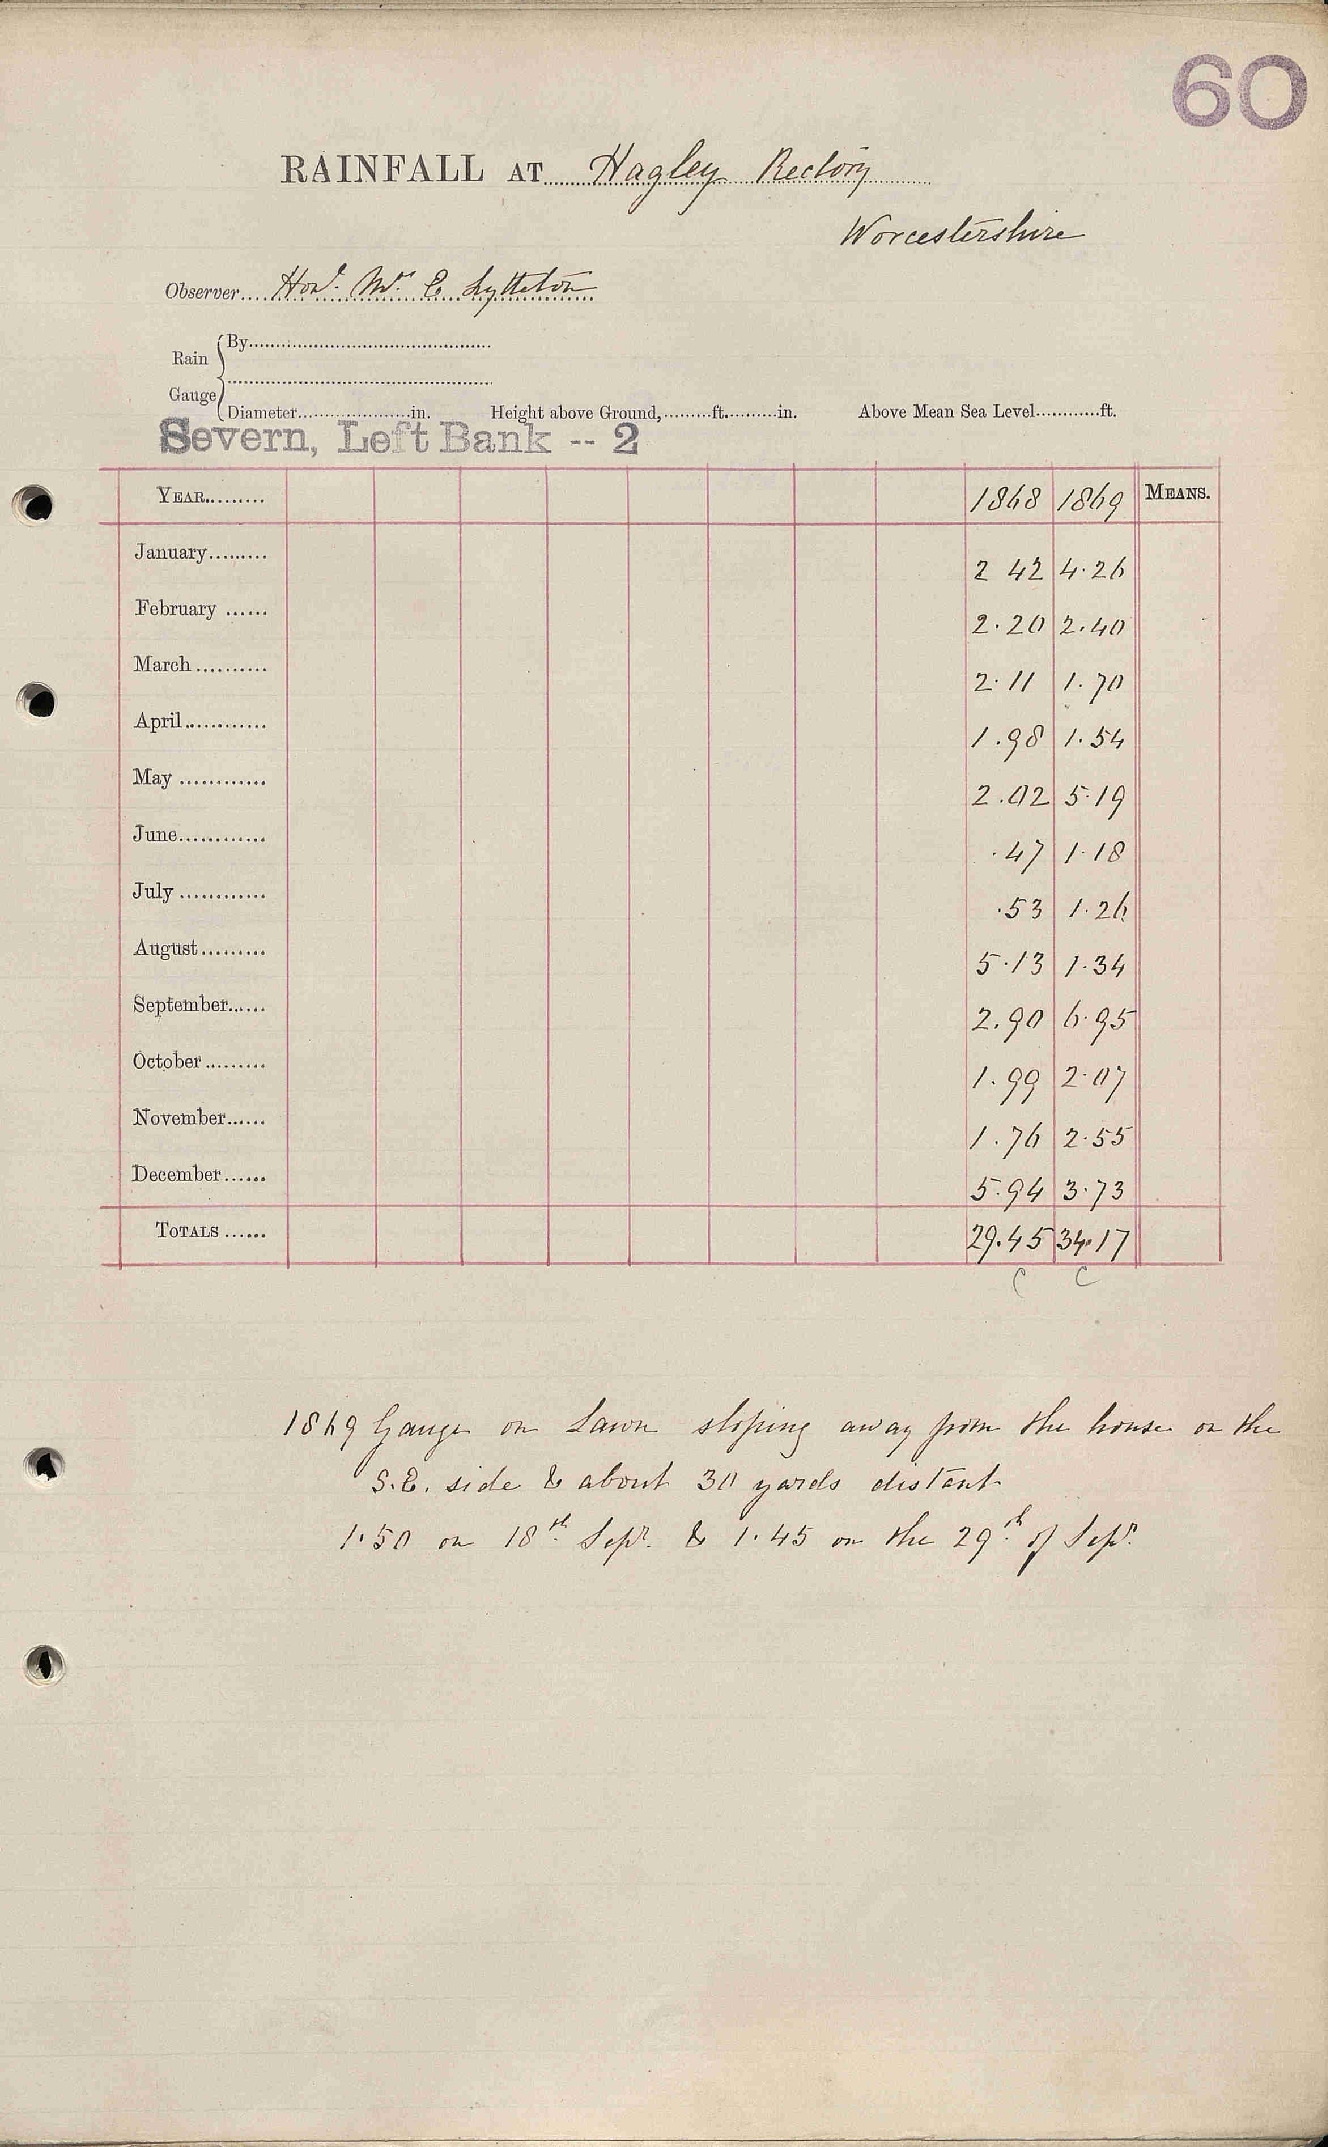 60
RAINFALL AT Hagley Rectory
Worcestershire
Observer Honl. Mr. E Lyttelton
Rain Gauge
By
Diameter in. Height above Ground, ft. in. Above Mean Sea Level ft.
Severn, Left Bank -- 2
YEAR 1868 1869 MEANS.
January 2 42 4.26
February 2.20 2.40
March 2.11 1.70
April 1.98 1.54
May 2.02 5.19
June .47 1.18
July .53 1.26
August 5.13 1.34
September 2.90 6.95
October 1.99 2.07
November 1.76 2.55
December 5.94 3.73
TOTALS 29.45 34.17
C C
1869 Gauge on Lawn sloping away from the house on the
S.E. side & about 30 yards distant
1.50 on 18th Sepr. & 1.45 on the 29th of Sepr.